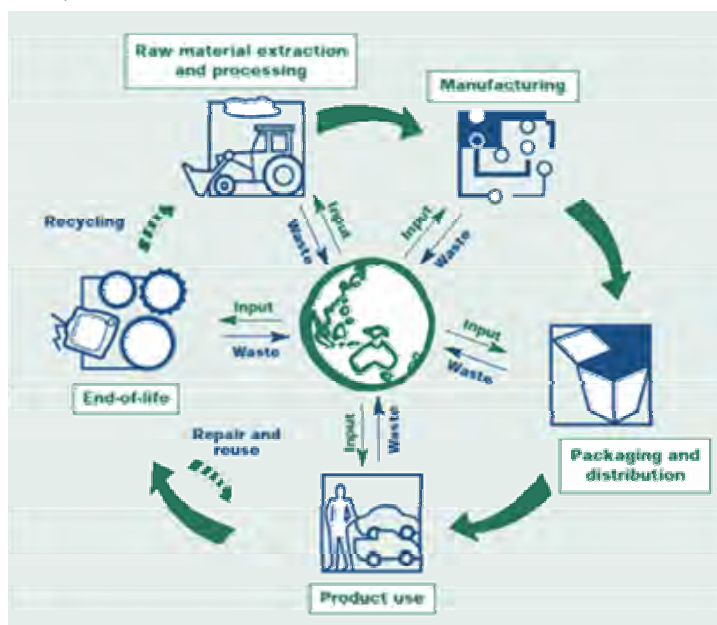 Raw material extraction
and processing
Manufacturing
Recycling
Input
Waste
Input
Waste
Input
Waste
Input
Waste
End-of-life
Repair and
reuse
Input
Waste
Packaging and
distribution
Product use